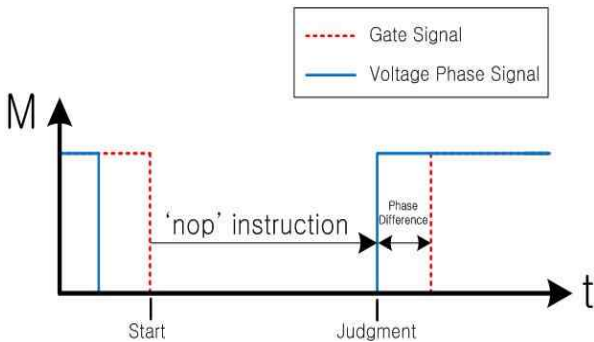 Gate Signal
Voltage Phase Signal
M
Phase
Difference
'nop' instruction
t
Start
Judgment